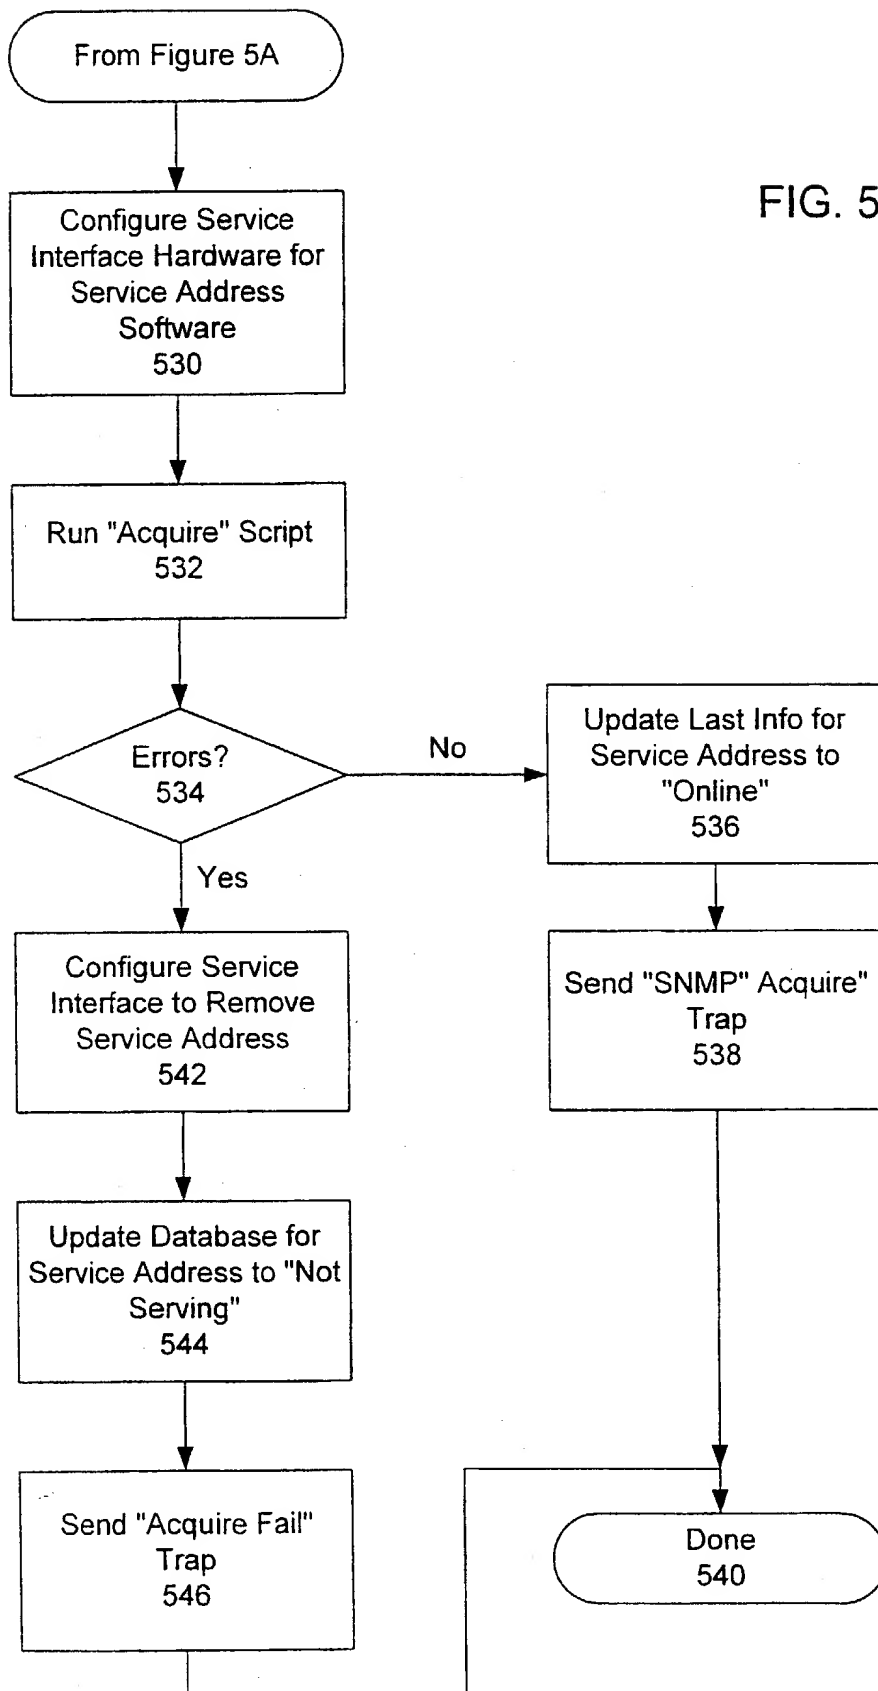 From Figure 5A
FIG. 5
Configure Service
Interface Hardware for
Service Address
Software
530
Run "Acquire" Script
532
Errors?
534
No
Yes
Update Last Info for
Service Address to
"Online"
536
Send "SNMP" Acquire"
Trap
538
Configure Service
Interface to Remove
Service Address
542
Update Database for
Service Address to "Not
Serving"
544
Send "Acquire Fail"
Trap
546
Done
540